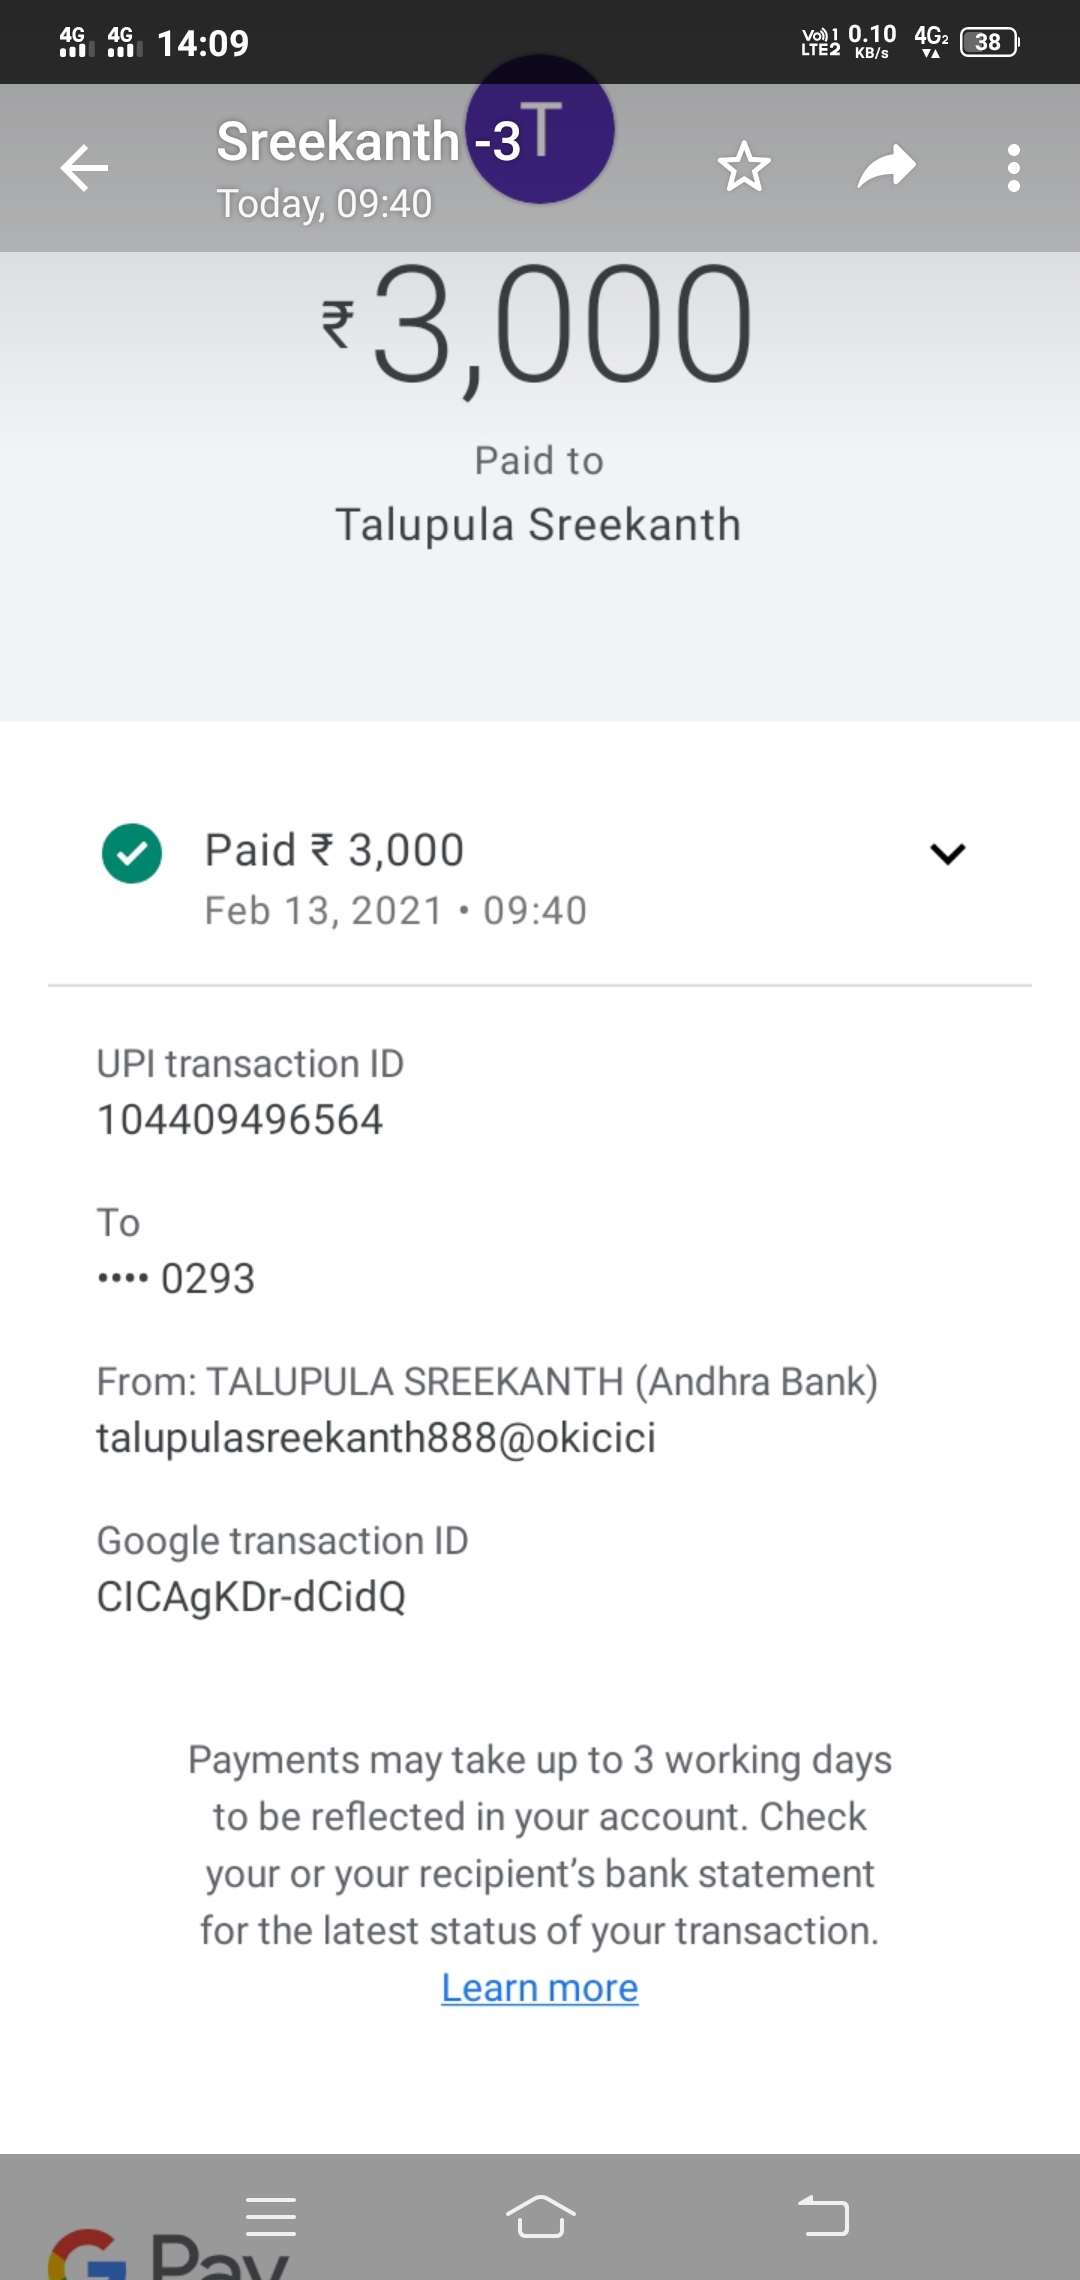 4G 4G 14:09 Vo) 1 LTE2 0.10 KB/s 4G2 38
Sreekanth -3
T
Today, 09:40
₹3,000
Paid to
Talupula Sreekanth
Paid ₹ 3,000
Feb 13, 2021 • 09:40
UPI transaction ID
104409496564
To
•••• 0293
From: TALUPULA SREEKANTH (Andhra Bank)
talupulasreekanth888@okicici
Google transaction ID
CICAgKDr-dCidQ
Payments may take up to 3 working days
to be reflected in your account. Check
your or your recipient’s bank statement
for the latest status of your transaction.
Learn more
G Pay